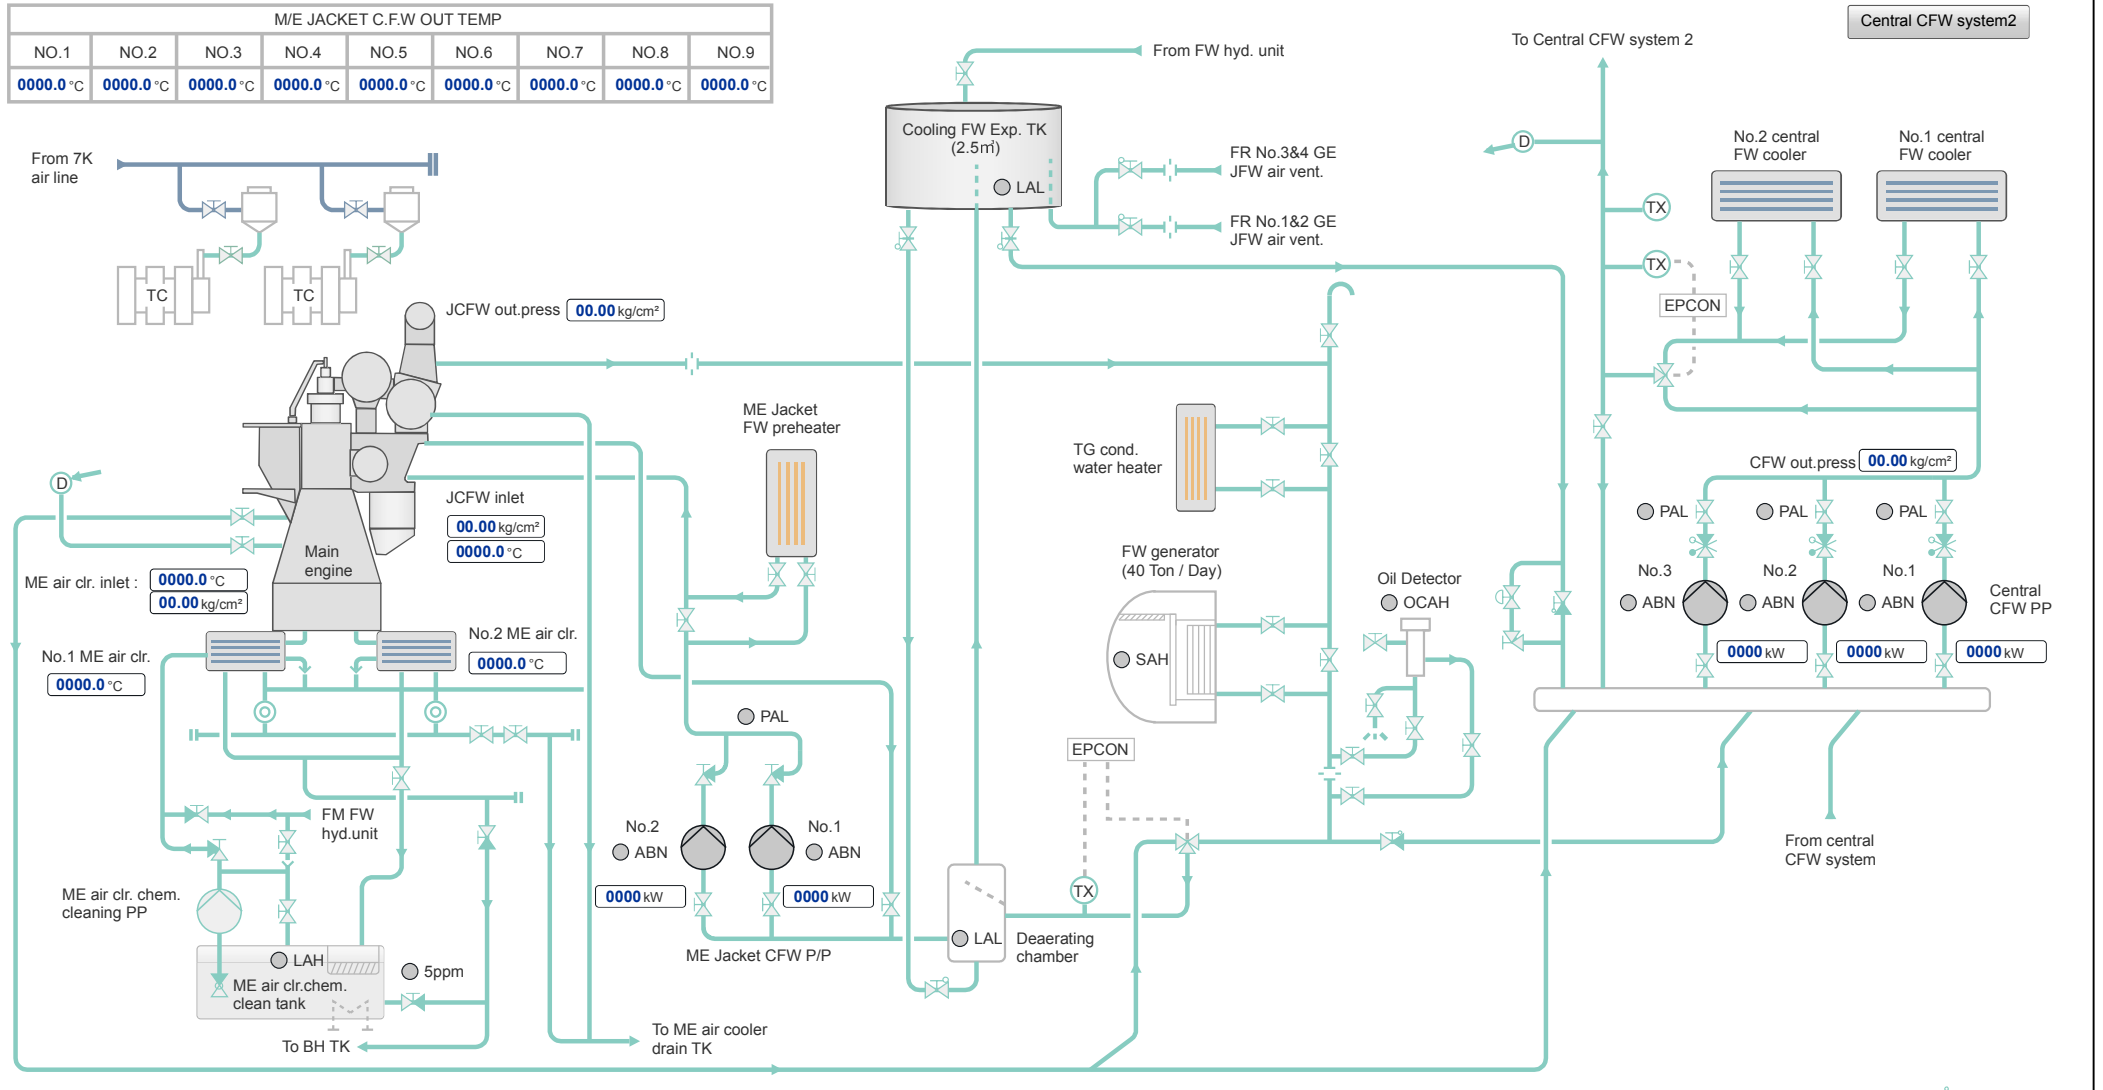 M/E JACKET C.F.W OUT TEMP
NO.1 NO.2 NO.3 NO.4 NO.5 NO.6 NO.7 NO.8 NO.9
0000.0 °C 0000.0 °C 0000.0 °C 0000.0 °C 0000.0 °C 0000.0 °C 0000.0 °C 0000.0 °C 0000.0 °C
Central CFW system2
From FW hyd. unit
To Central CFW system 2
Cooling FW Exp. TK
(2.5㎥)
LAL
FR No.3&4 GE
JFW air vent.
FR No.1&2 GE
JFW air vent.
D
TX
TX
EPCON
No.2 central
FW cooler
No.1 central
FW cooler
From 7K
air line
TC
TC
JCFW out.press 00.00 kg/cm²
ME Jacket
FW preheater
TG cond.
water heater
CFW out.press 00.00 kg/cm²
PAL
PAL
PAL
D
JCFW inlet
00.00 kg/cm²
0000.0 °C
Main
engine
ME air clr. inlet :
0000.0 °C
00.00 kg/cm²
FW generator
(40 Ton / Day)
SAH
Oil Detector
OCAH
No.3
ABN
No.2
ABN
No.1
ABN
Central
CFW PP
0000 kW
0000 kW
0000 kW
No.1 ME air clr.
0000.0 °C
No.2 ME air clr.
0000.0 °C
PAL
EPCON
FM FW
hyd.unit
No.2
ABN
No.1
ABN
0000 kW
0000 kW
TX
From central
CFW system
ME air clr. chem.
cleaning PP
LAH
ME air clr.chem.
clean tank
5ppm
ME Jacket CFW P/P
LAL
Deaerating
chamber
To BH TK
To ME air cooler
drain TK